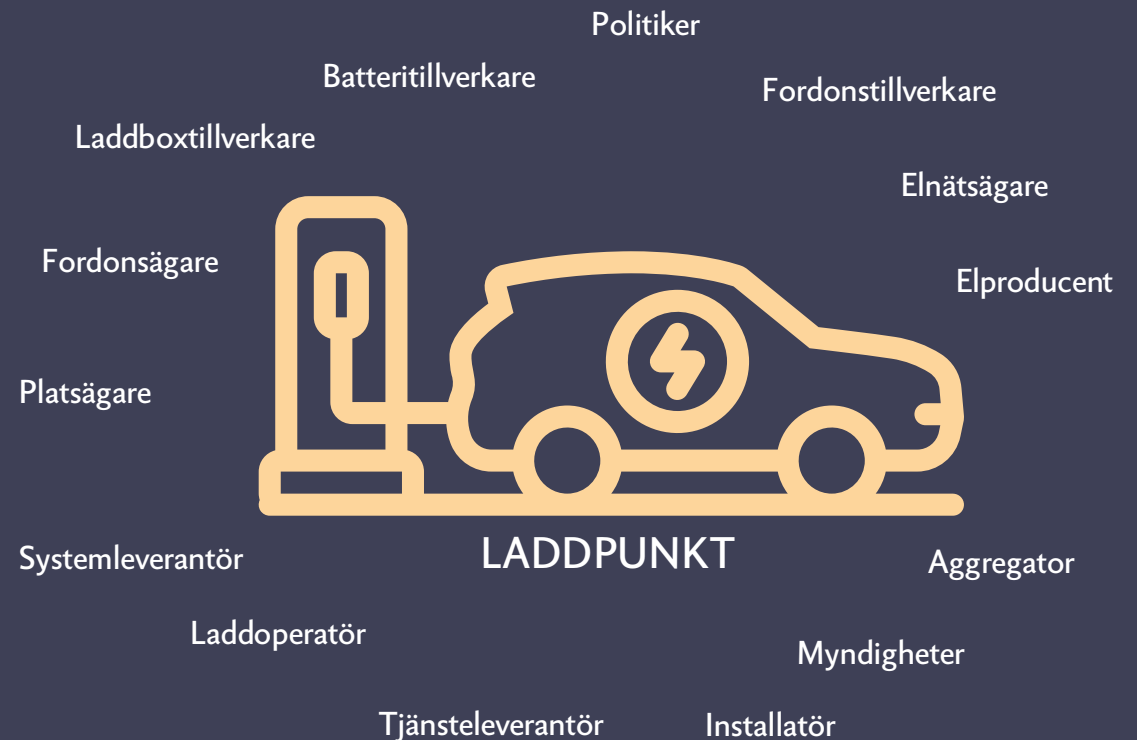 Politiker
Batteritillverkare
Fordonstillverkare
Laddboxtillverkare
Elnätsägare
Fordonsägare
Elproducent
Platsägare
LADDPUNKT
Systemleverantör
Aggregator
Laddoperatör
Myndigheter
Tjänsteleverantör
Installatör